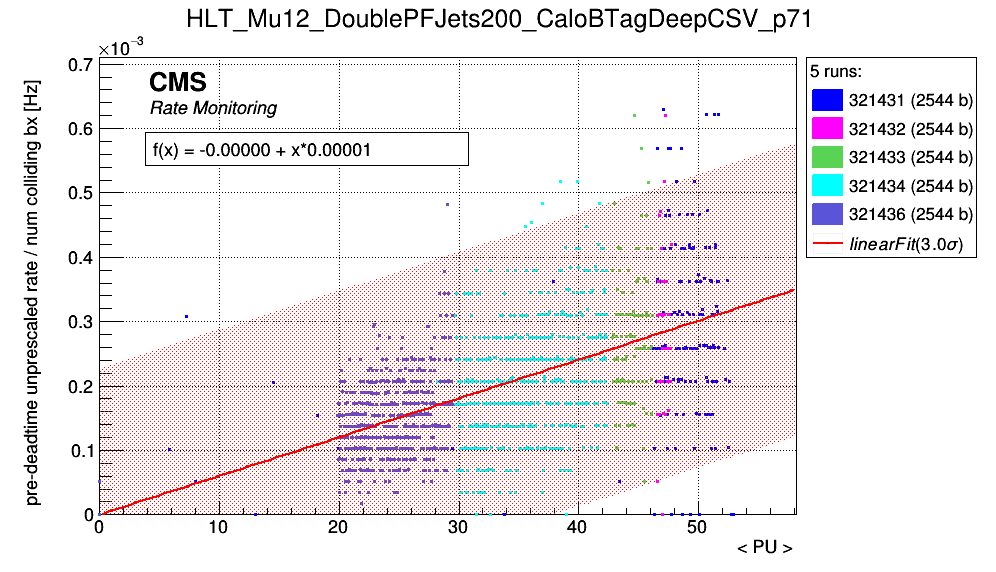 HLT_Mu12_DoublePFJets200_CaloBTagDeepCSV_p71
×10⁻³
pre-deadtime unprescaled rate / num colliding bx [Hz]
0.7
0.6
0.5
0.4
0.3
0.2
0.1
0
CMS
Rate Monitoring
f(x) = -0.00000 + x*0.00001
0 10 20 30 40 50
< PU >
5 runs:
321431 (2544 b)
321432 (2544 b)
321433 (2544 b)
321434 (2544 b)
321436 (2544 b)
linearFit(3.0σ)